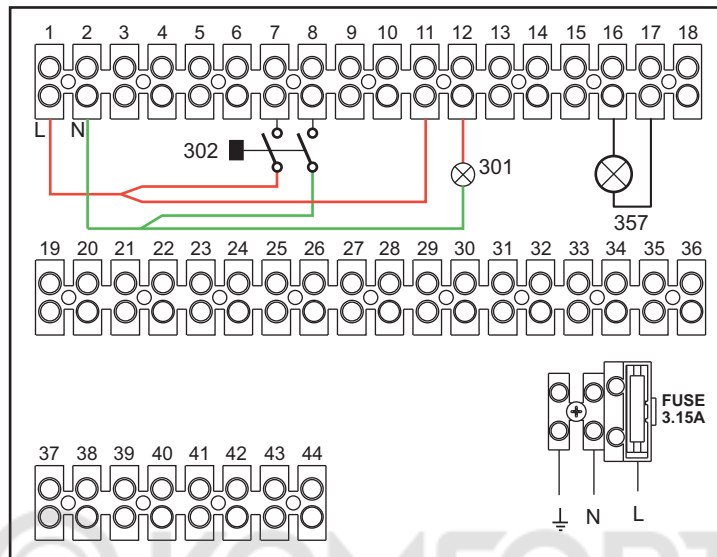 1 2 3 4 5 6 7 8 9 10 11 12 13 14 15 16 17 18
L N
302
301
357
19 20 21 22 23 24 25 26 27 28 29 30 31 32 33 34 35 36
FUSE
3.15A
37 38 39 40 41 42 43 44
N L
KOMFORT